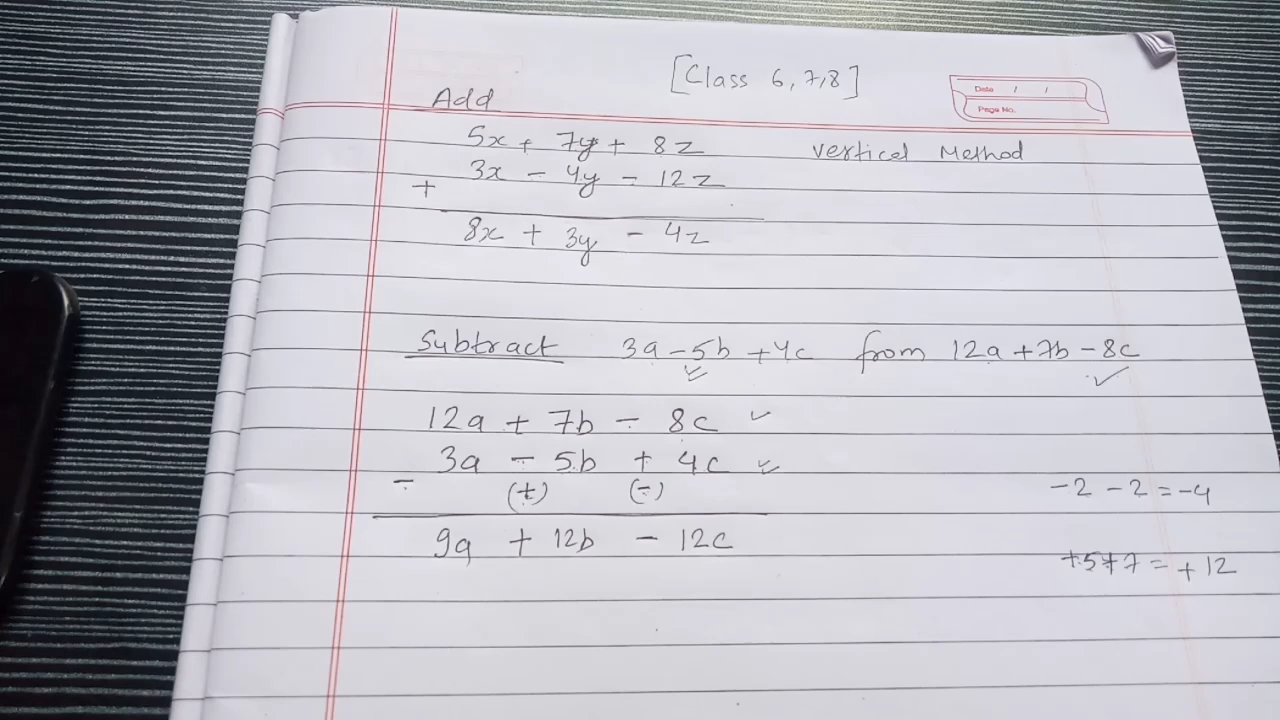 [Class 6,7,8]
Date / /
Page No.
Add
5x + 7y + 8z vertical Method
3x - 4y - 12z
+
8x + 3y - 4z
Subtract 3a - 5b + from 12a + 7b - 8c
12a + 7b - 8c ✓
3a - 5b + 4c ✓
- (+) (-)
-2 -2 = -4
9a + 12b - 12c
+5+7 = +12